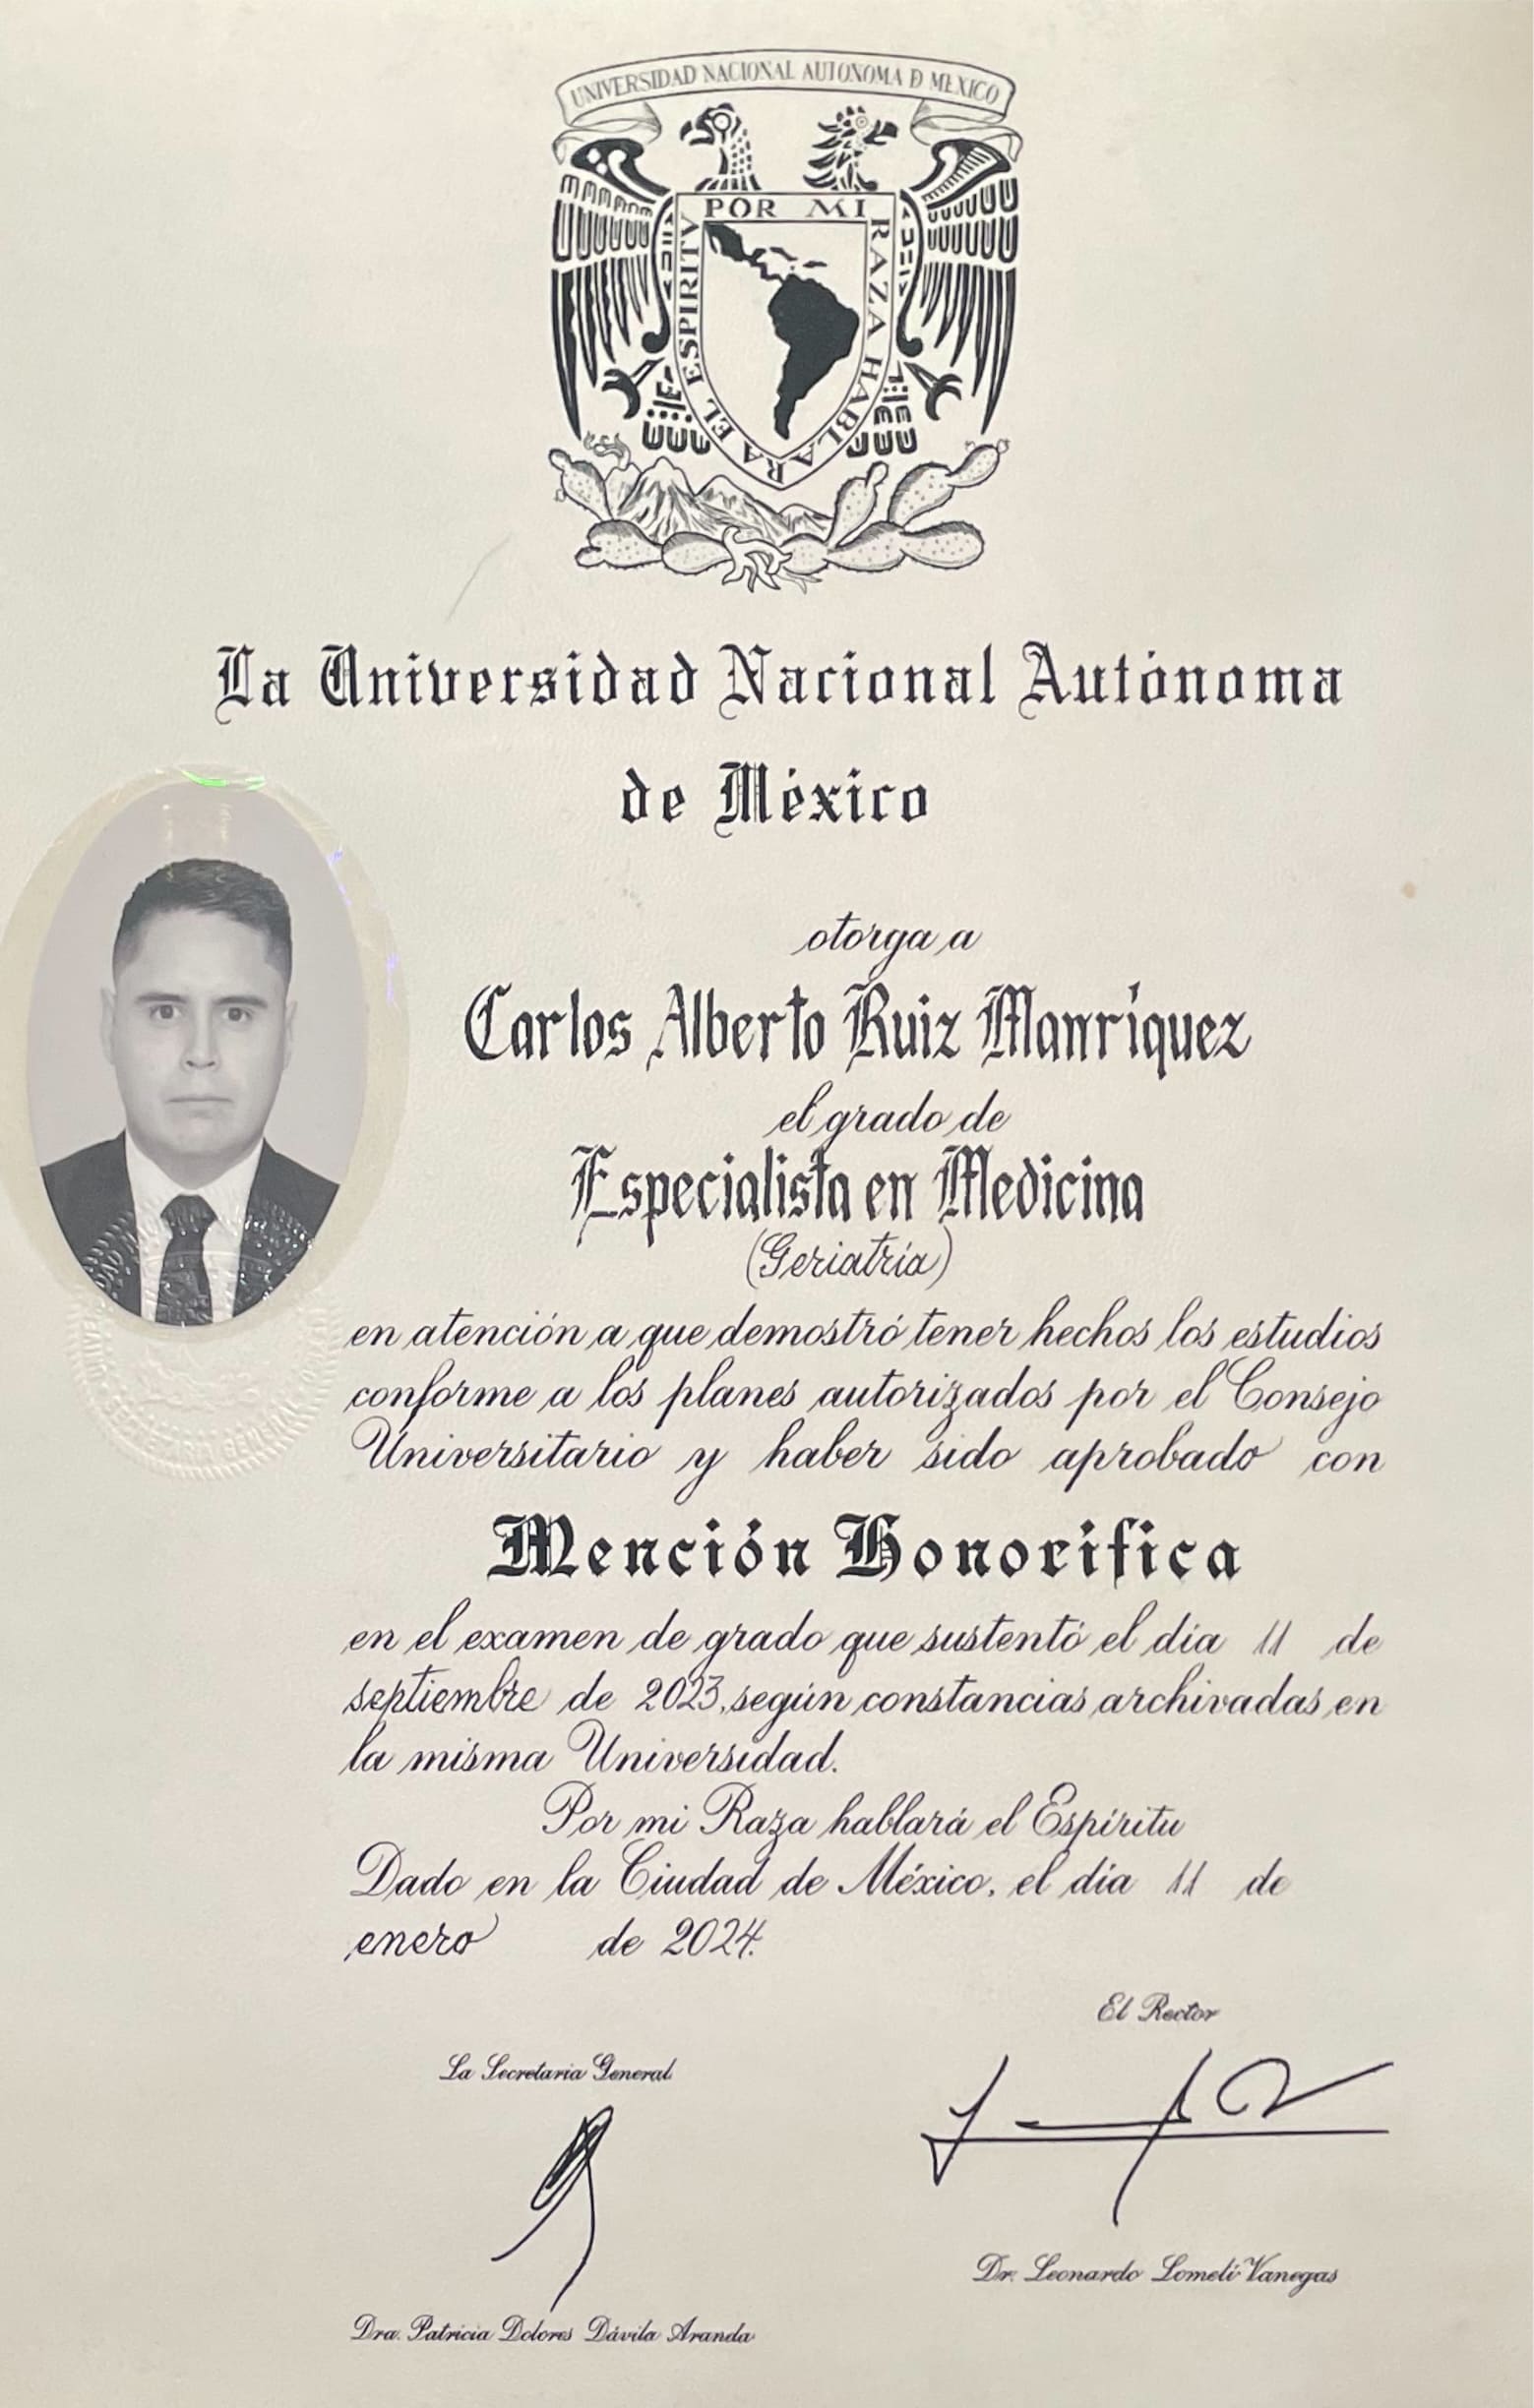 UNIVERSIDAD NACIONAL AUTONOMA D MEXICO
POR MI RAZA HABLARA EL ESPIRITV
La Universidad Nacional Autónoma
de México
otorga a
Carlos Alberto Ruiz Manríquez
el grado de
Especialista en Medicina
(Geriatría)
en atención a que demostró tener hechos los estudios
conforme a los planes autorizados por el Consejo
Universitario y haber sido aprobado con
Mención Honorífica
en el examen de grado que sustentó el día 11 de
septiembre de 2023, según constancias archivadas en
la misma Universidad.
Por mi Raza hablará el Espíritu
Dado en la Ciudad de México, el día 11 de
enero de 2024.
El Rector
La Secretaria General
Dr. Leonardo Lomelí Vanegas
Dra. Patricia Dolores Dávila Aranda